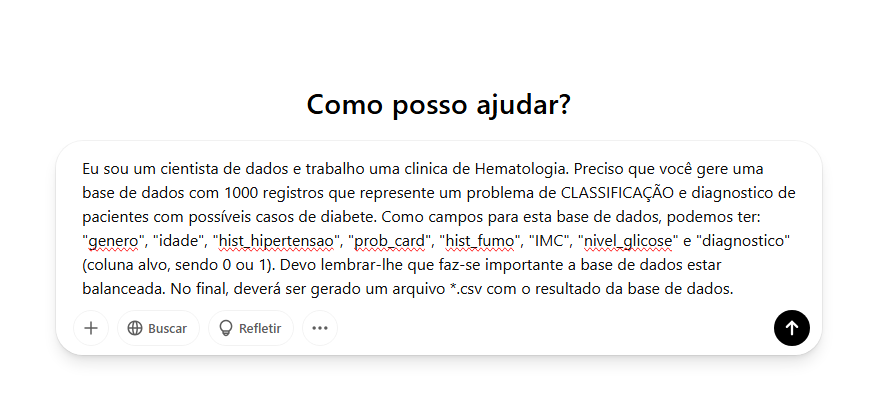 Como posso ajudar?
Eu sou um cientista de dados e trabalho uma clinica de Hematologia. Preciso que você gere uma
base de dados com 1000 registros que represente um problema de CLASSIFICAÇÃO e diagnostico de
pacientes com possíveis casos de diabete. Como campos para esta base de dados, podemos ter:
"genero", "idade", "hist_hipertensao", "prob_card", "hist_fumo", "IMC", "nivel_glicose" e "diagnostico"
(coluna alvo, sendo 0 ou 1). Devo lembrar-lhe que faz-se importante a base de dados estar
balanceada. No final, deverá ser gerado um arquivo *.csv com o resultado da base de dados.
Buscar Refletir